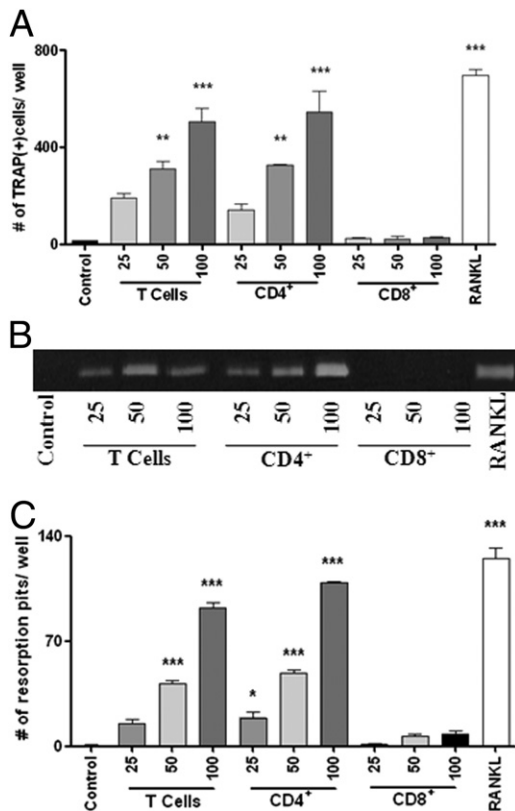 A
# of TRAP(+)cells/ well
800
400
0
***
**
***
**
***
Control
25
50
100
25
50
100
25
50
100
RANKL
T Cells
CD4⁺
CD8⁺
B
Control
25
50
100
25
50
100
25
50
100
RANKL
T Cells
CD4⁺
CD8⁺
C
# of resorption pits/ well
140
70
0
***
***
***
*
***
***
Control
25
50
100
25
50
100
25
50
100
RANKL
T Cells
CD4⁺
CD8⁺